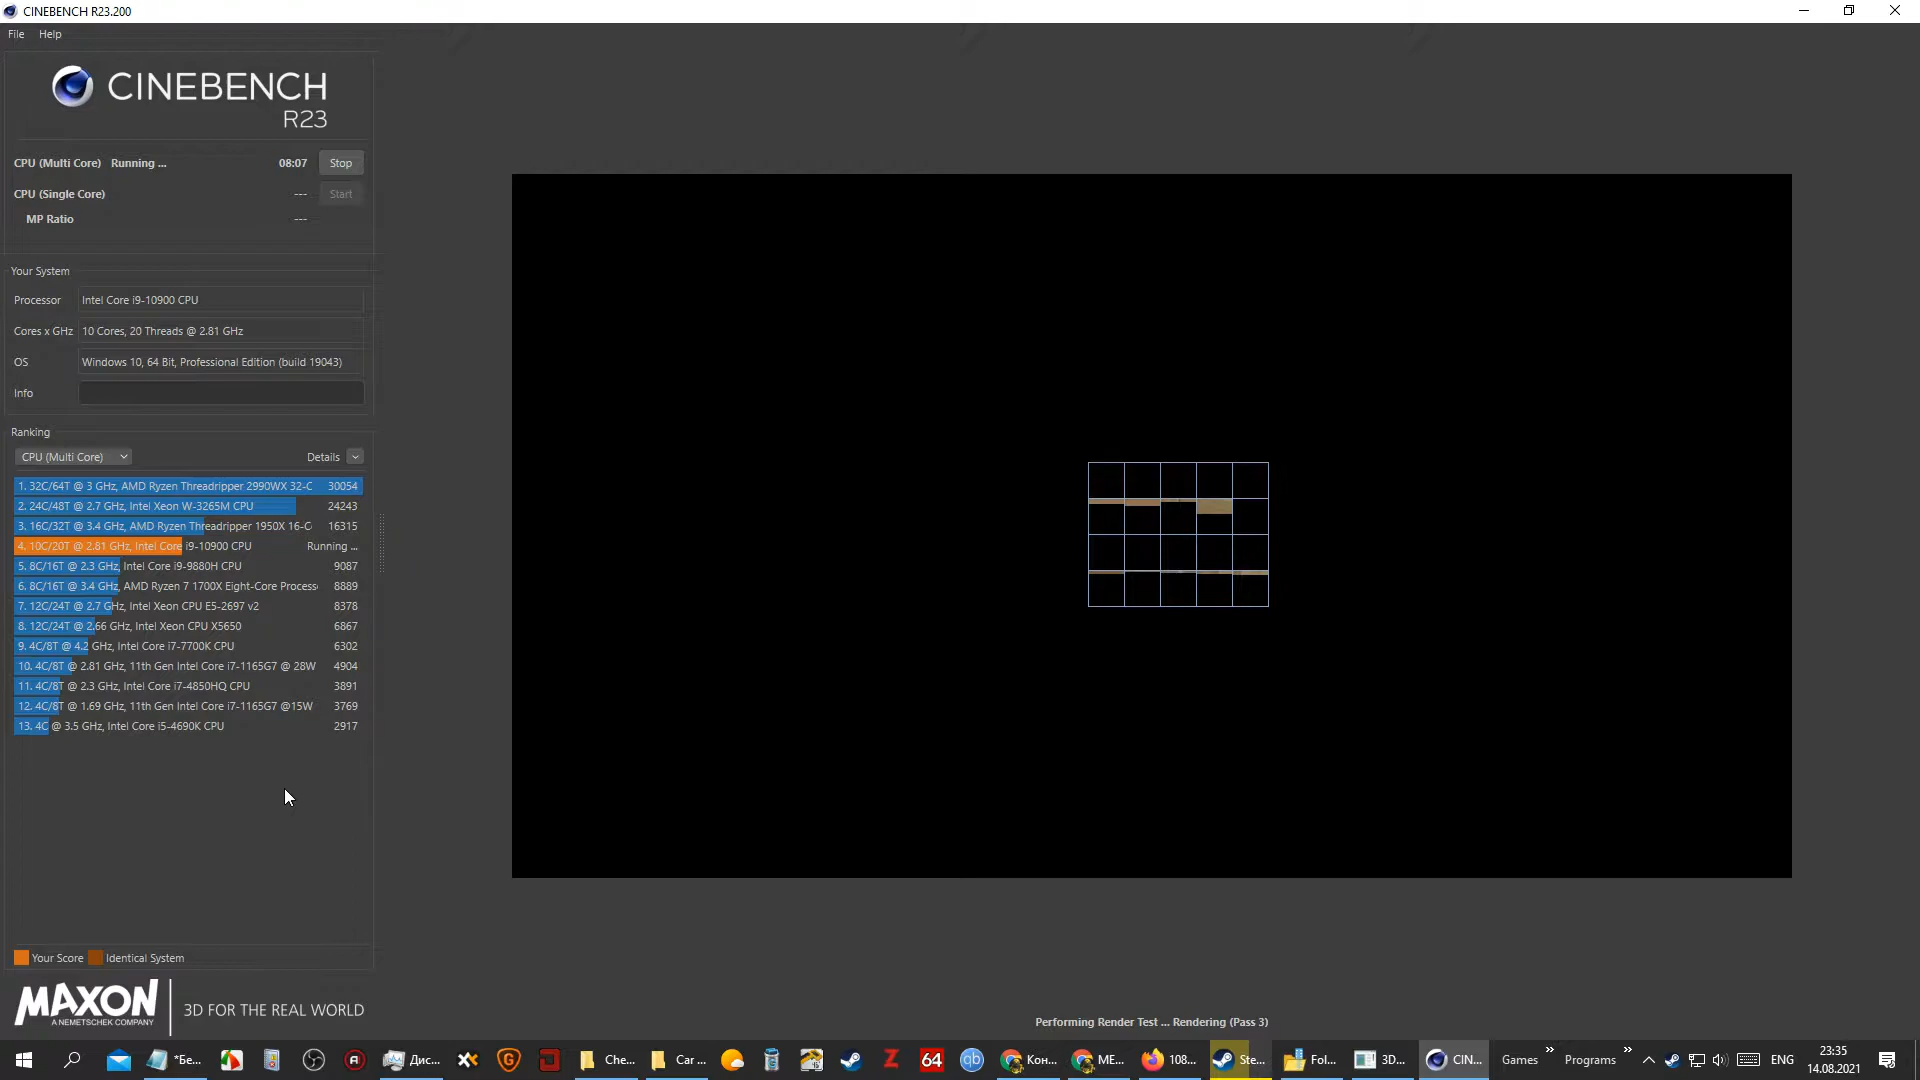 CINEBENCH R23.200
File Help
CINEBENCH
R23
CPU (Multi Core) Running ... 08:07 Stop
CPU (Single Core) --- Start
MP Ratio ---
Your System
Processor Intel Core i9-10900 CPU
Cores x GHz 10 Cores, 20 Threads @ 2.81 GHz
OS Windows 10, 64 Bit, Professional Edition (build 19043)
Info
Ranking
CPU (Multi Core) Details
1. 32C/64T @ 3 GHz, AMD Ryzen Threadripper 2990WX 32-C 30054
2. 24C/48T @ 2.7 GHz, Intel Xeon W-3265M CPU 24243
3. 16C/32T @ 3.4 GHz, AMD Ryzen Threadripper 1950X 16-C 16315
4. 10C/20T @ 2.81 GHz, Intel Core i9-10900 CPU Running ...
5. 8C/16T @ 2.3 GHz, Intel Core i9-9880H CPU 9087
6. 8C/16T @ 3.4 GHz, AMD Ryzen 7 1700X Eight-Core Process 8889
7. 12C/24T @ 2.7 GHz, Intel Xeon CPU E5-2697 v2 8378
8. 12C/24T @ 2.66 GHz, Intel Xeon CPU X5650 6867
9. 4C/8T @ 4.2 GHz, Intel Core i7-7700K CPU 6302
10. 4C/8T @ 2.81 GHz, 11th Gen Intel Core i7-1165G7 @ 28W 4904
11. 4C/8T @ 2.3 GHz, Intel Core i7-4850HQ CPU 3891
12. 4C/8T @ 1.69 GHz, 11th Gen Intel Core i7-1165G7 @15W 3769
13. 4C @ 3.5 GHz, Intel Core i5-4690K CPU 2917
Your Score Identical System
MAXON
A NEMETSCHEK COMPANY
3D FOR THE REAL WORLD
Performing Render Test ... Rendering (Pass 3)
*Бе... Дис... Che... Car ... 64 qb Кон... ME... 108... Ste... Fol... 3D... CIN... Games Programs ENG 23:35
14.08.2021